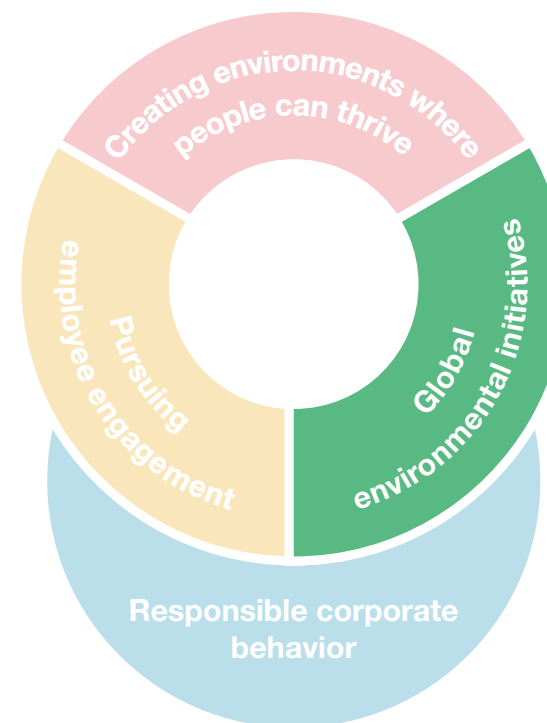 Creating environments where
people can thrive
Pursuing
employee engagement
Global
environmental initiatives
Responsible corporate
behavior